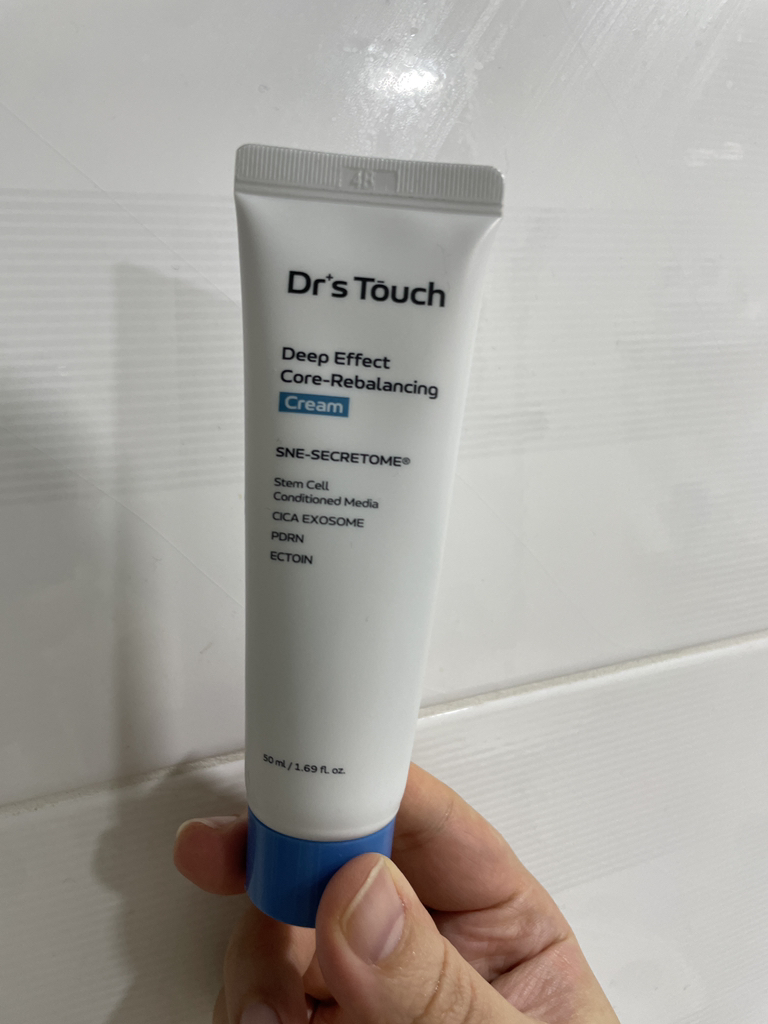 Dr's Tōuch
Deep Effect
Core-Rebalancing
Cream
SNE-SECRETOME®
Stem Cell
Conditioned Media
CICA EXOSOME
PDRN
ECTOIN
50 ml / 1.69 fl. oz.